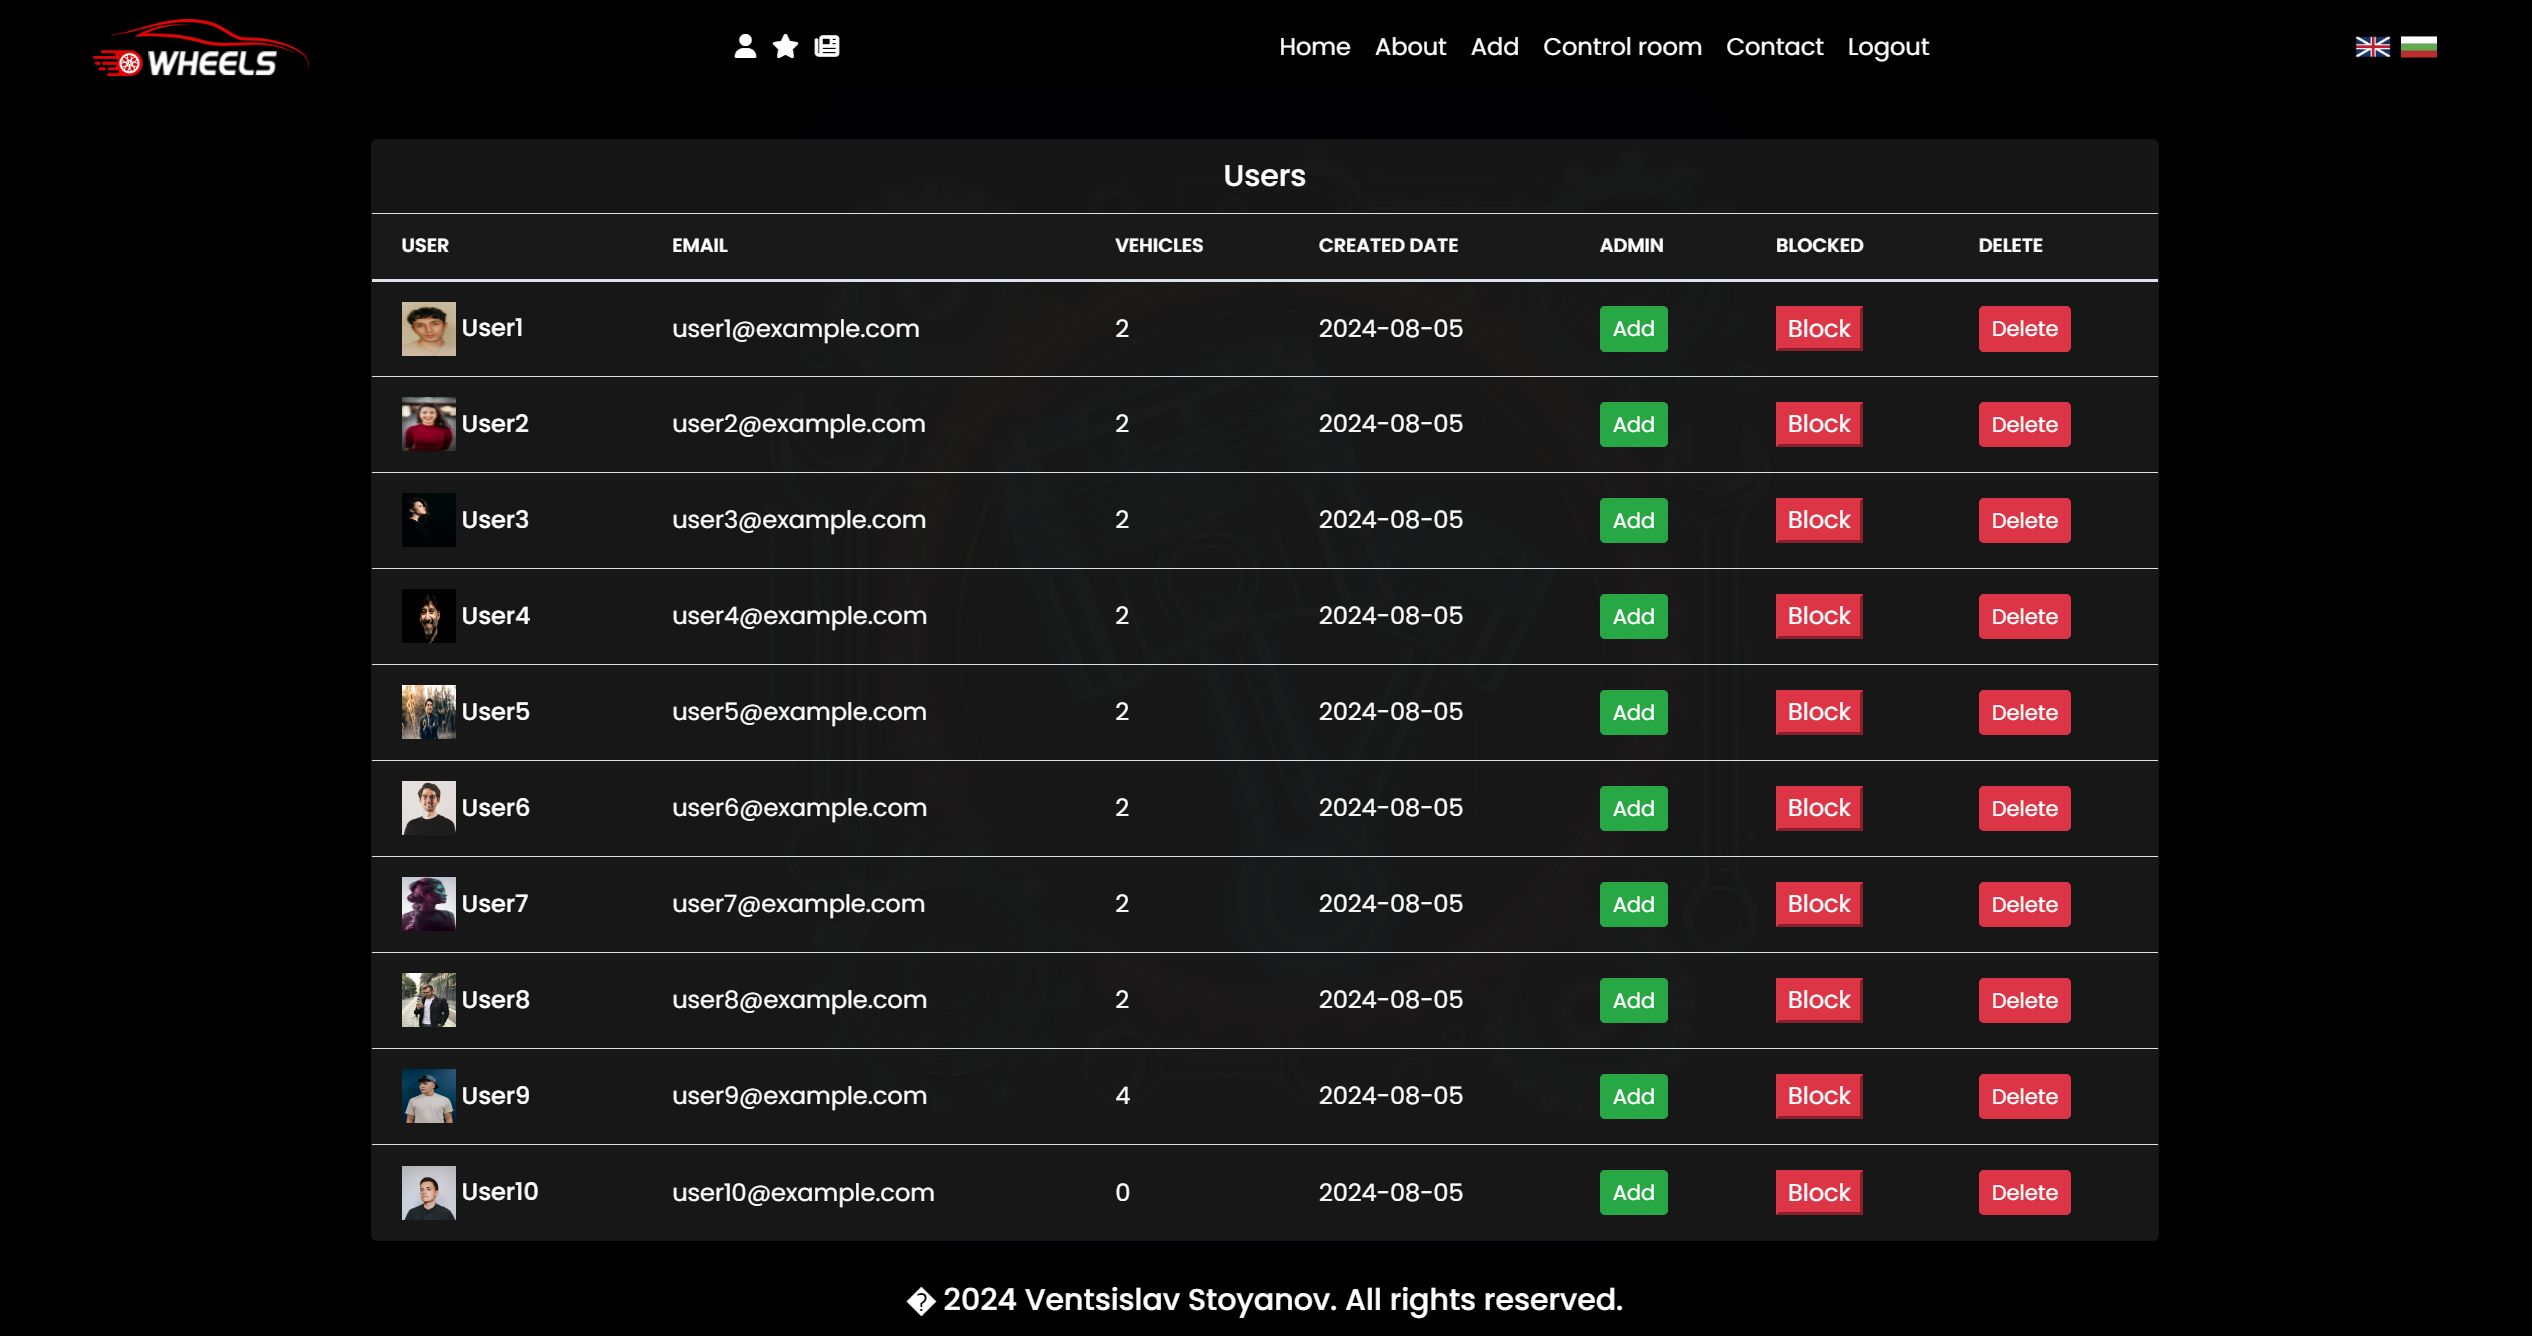 WHEELS
Home About Add Control room Contact Logout
Users
USER EMAIL VEHICLES CREATED DATE ADMIN BLOCKED DELETE
User1 user1@example.com 2 2024-08-05 Add Block Delete
User2 user2@example.com 2 2024-08-05 Add Block Delete
User3 user3@example.com 2 2024-08-05 Add Block Delete
User4 user4@example.com 2 2024-08-05 Add Block Delete
User5 user5@example.com 2 2024-08-05 Add Block Delete
User6 user6@example.com 2 2024-08-05 Add Block Delete
User7 user7@example.com 2 2024-08-05 Add Block Delete
User8 user8@example.com 2 2024-08-05 Add Block Delete
User9 user9@example.com 4 2024-08-05 Add Block Delete
User10 user10@example.com 0 2024-08-05 Add Block Delete
� 2024 Ventsislav Stoyanov. All rights reserved.